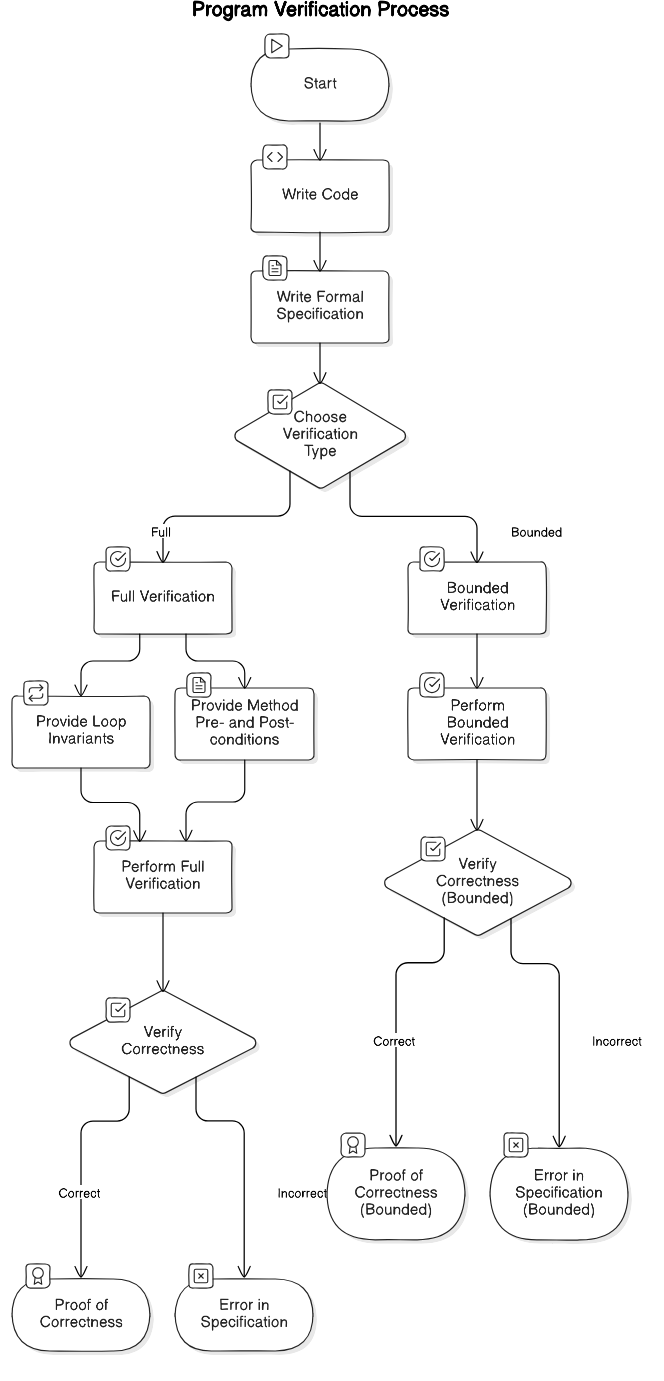 Program Verification Process
Start
Write Code
Write Formal
Specification
Choose
Verification
Type
Full
Bounded
Full Verification
Bounded
Verification
Provide Loop
Invariants
Provide Method
Pre- and Post-
conditions
Perform
Bounded
Verification
Perform Full
Verification
Verify
Correctness
(Bounded)
Verify
Correctness
Correct
Incorrect
Correct
Incorrect
Proof of
Correctness
(Bounded)
Error in
Specification
(Bounded)
Proof of
Correctness
Error in
Specification